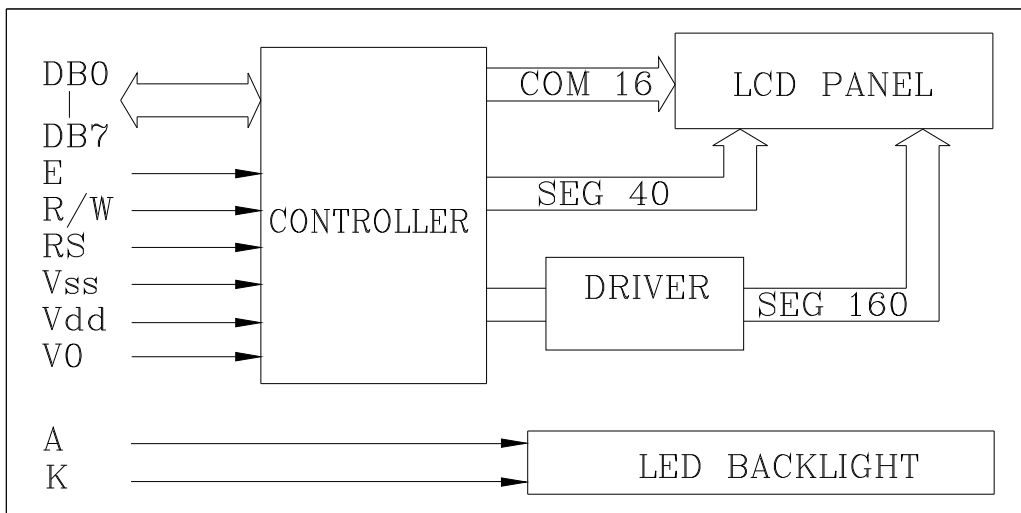 DB0
|
DB7
E
R/W
RS
Vss
Vdd
V0
A
K
CONTROLLER
COM 16
SEG 40
DRIVER
SEG 160
LCD PANEL
LED BACKLIGHT